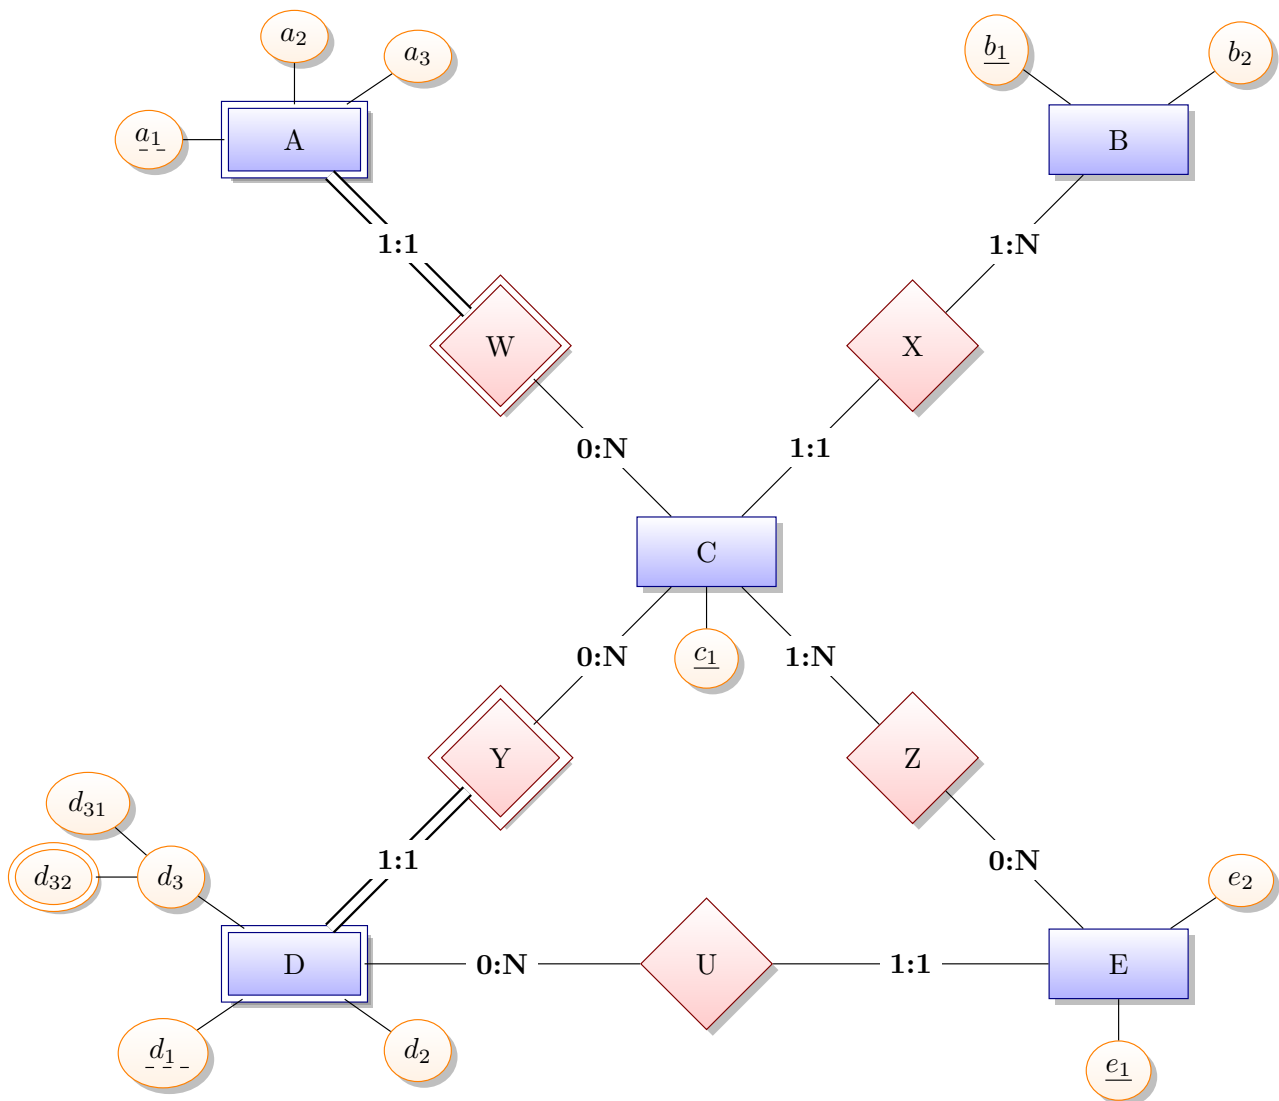 a₂
a₃
b₁
b₂
a₁
A
B
1:1
1:N
W
X
0:N
1:1
C
0:N
c₁
1:N
Y
Z
d₃₁
1:1
0:N
d₃₂
d₃
e₂
D
0:N
U
1:1
E
d₁
d₂
e₁